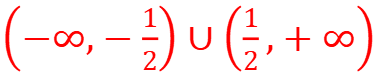 (−∞, − 1/2) ∪ (1/2, + ∞)